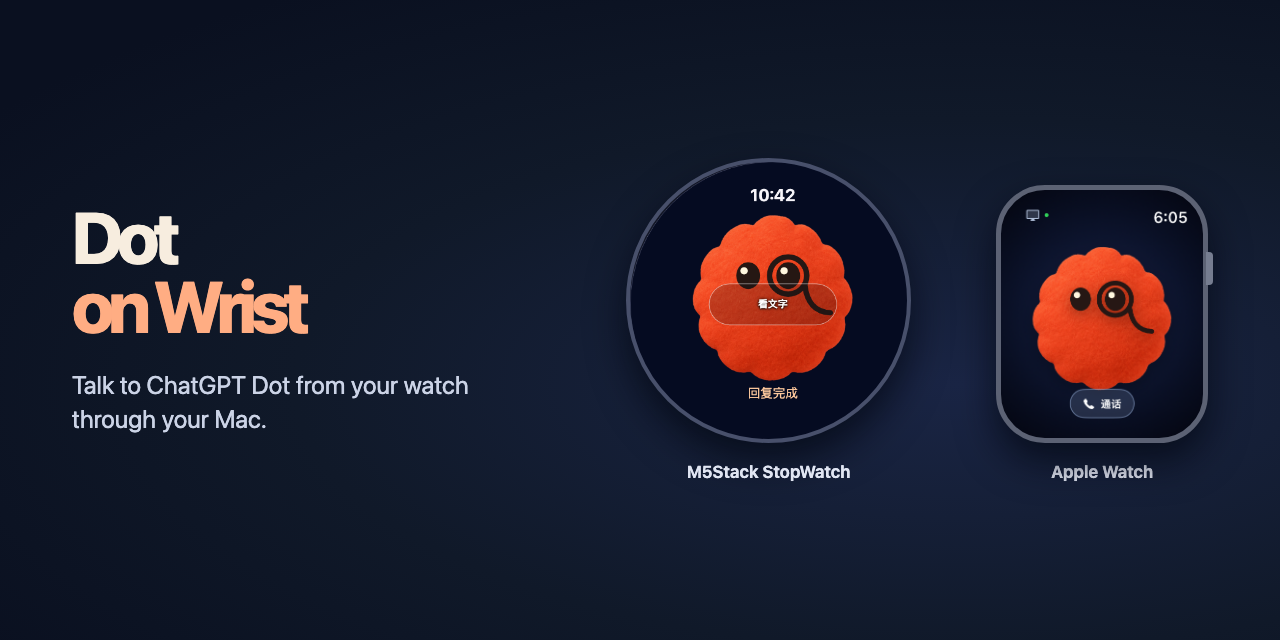 Dot
on Wrist
Talk to ChatGPT Dot from your watch
through your Mac.
10:42
看文字
回复完成
M5Stack StopWatch
6:05
通话
Apple Watch